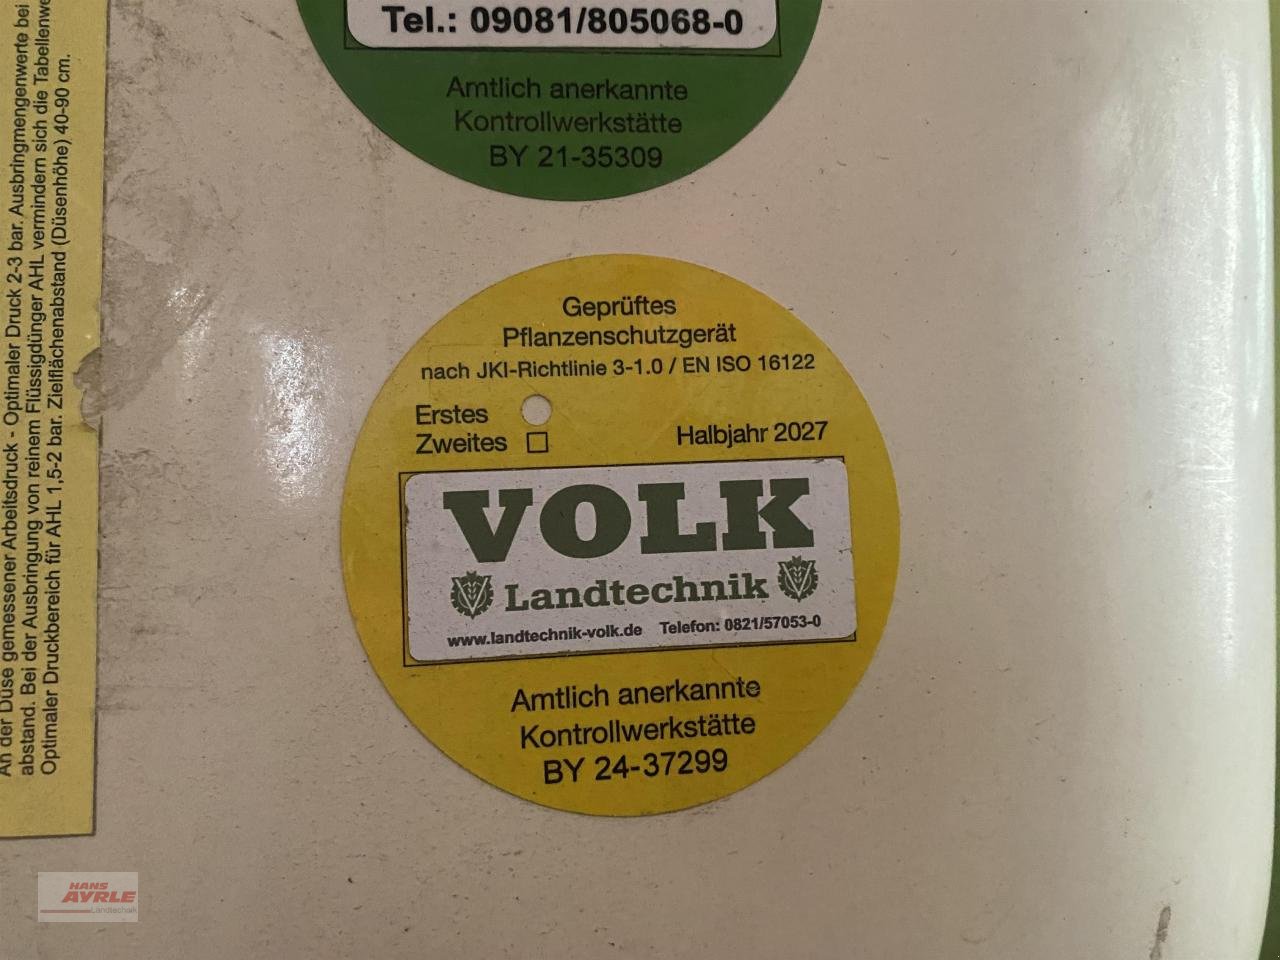 Tel.: 09081/805068-0
Amtlich anerkannte
Kontrollwerkstätte
BY 21-35309
An der Düse gemessener Arbeitsdruck - Optimaler Druck 2-3 bar. Ausbringmengenwerte bei
abstand. Bei der Ausbringung von reinem Flüssigdünger AHL vermindern sich die
Optimaler Druckbereich für AHL 1,5-2 bar. Zielflächenabstand (Düsenhöhe) 40-90 cm.
Geprüftes
Pflanzenschutzgerät
nach JKI-Richtlinie 3-1.0 / EN ISO 16122
Erstes
Zweites □ Halbjahr 2027
VOLK
Landtechnik
www.landtechnik-volk.de Telefon: 0821/57053-0
Amtlich anerkannte
Kontrollwerkstätte
BY 24-37299
HANS
AYRLE
Landtechnik